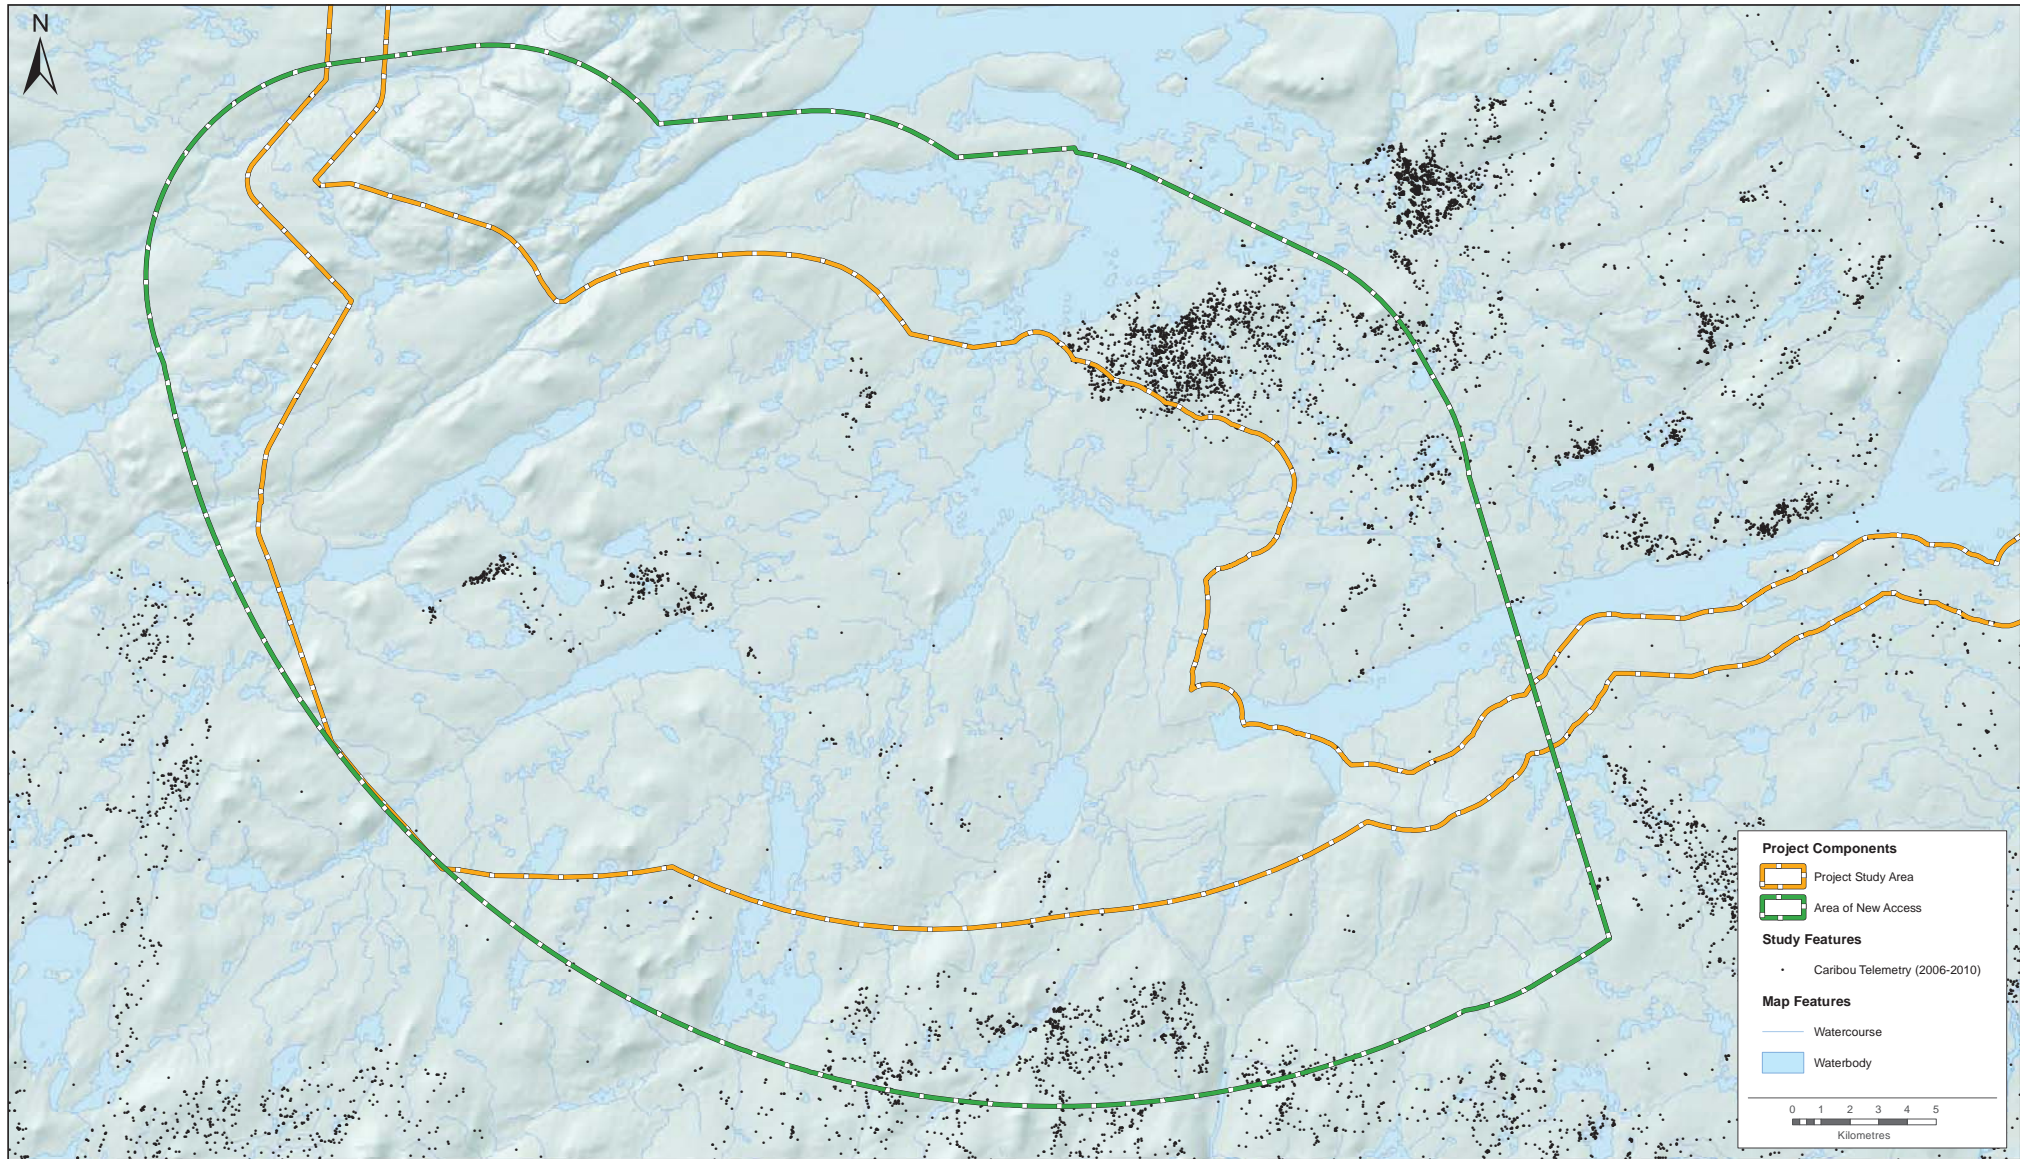 N
Project Components
Project Study Area
Area of New Access
Study Features
Caribou Telemetry (2006-2010)
Map Features
Watercourse
Waterbody
0 1 2 3 4 5
Kilometres